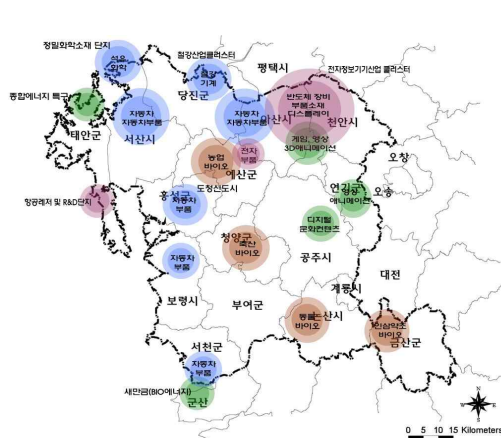 정밀화학소재 단지
석유
화학
철강산업클러스터
평택시
전자정보기기산업 클러스터
종합에너지 특구
철강
기계
당진군
태안군
자동차
자동차부품
서산시
자동차
자동차부품
아산시
반도체 장비
부품소재
디스플레이
천안시
게임, 영상
3D애니메이션
오창
농업
바이오
전자
부품
예산군
도청신도시
홍성군
자동차
부품
항공레저 및 R&D단지
연기군
오송
영상
애니메이션
디지털
문화컨텐츠
청양군
축산
바이오
공주시
대전
자동차
부품
보령시
부여군
계룡시
동물
바이오
논산시
인삼약초
바이오
금산군
서천군
자동차
부품
새만금(BIO에너지)
군산
N
W
E
S
0 5 10 15 Kilometers